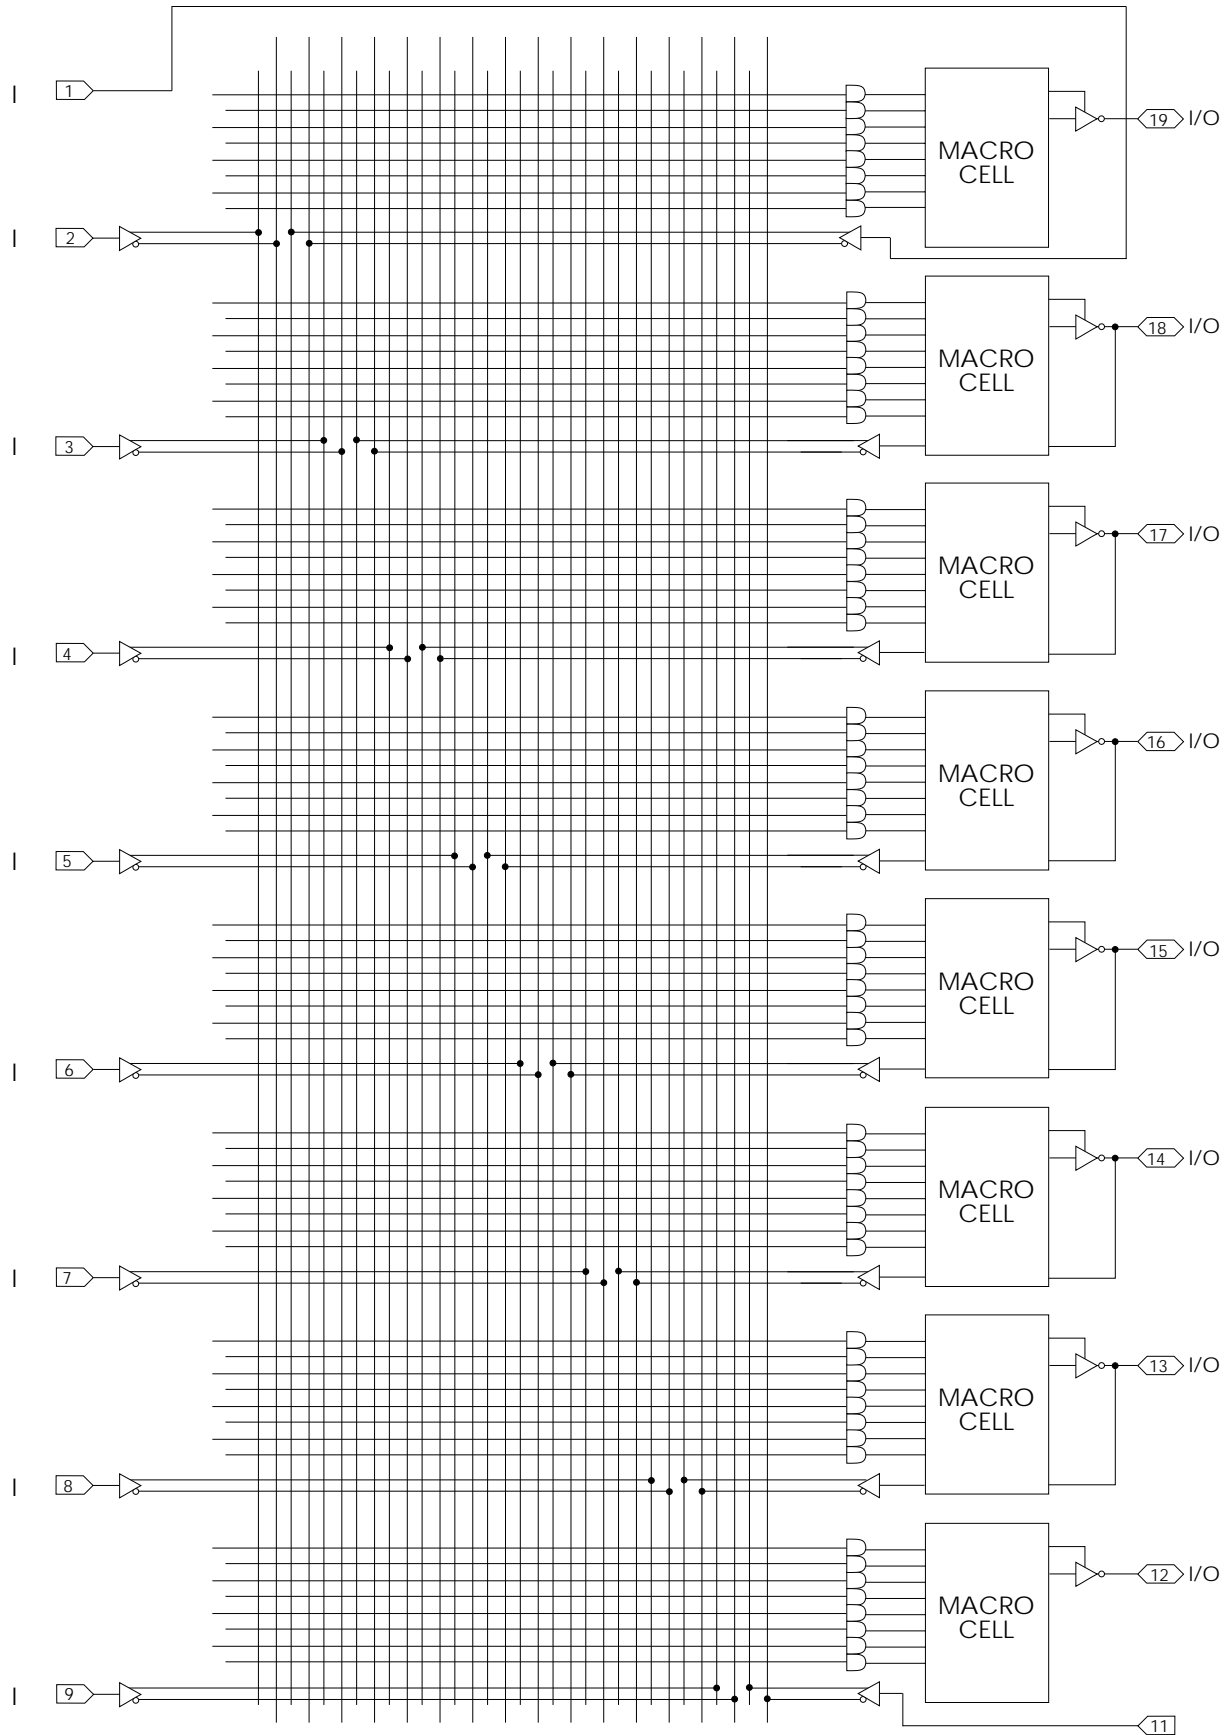 I 1
MACRO
CELL
19 I/O
I 2
MACRO
CELL
18 I/O
I 3
MACRO
CELL
17 I/O
I 4
MACRO
CELL
16 I/O
I 5
MACRO
CELL
15 I/O
I 6
MACRO
CELL
14 I/O
I 7
MACRO
CELL
13 I/O
I 8
MACRO
CELL
12 I/O
I 9
11